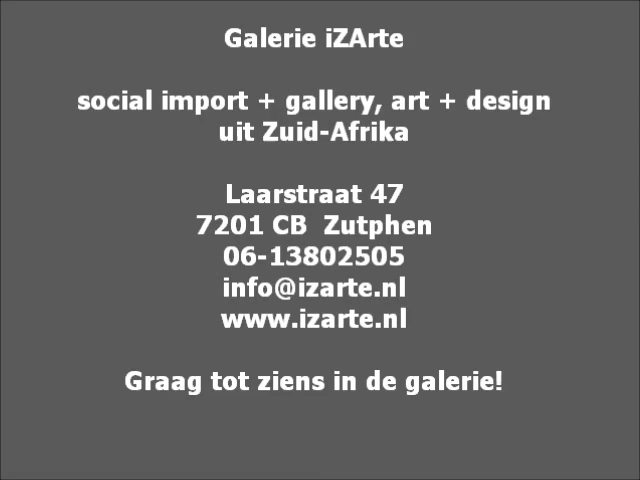 Galerie iZArte
social import + gallery, art + design
uit Zuid-Afrika
Laarstraat 47
7201 CB Zutphen
06-13802505
info@izarte.nl
www.izarte.nl
Graag tot ziens in de galerie!